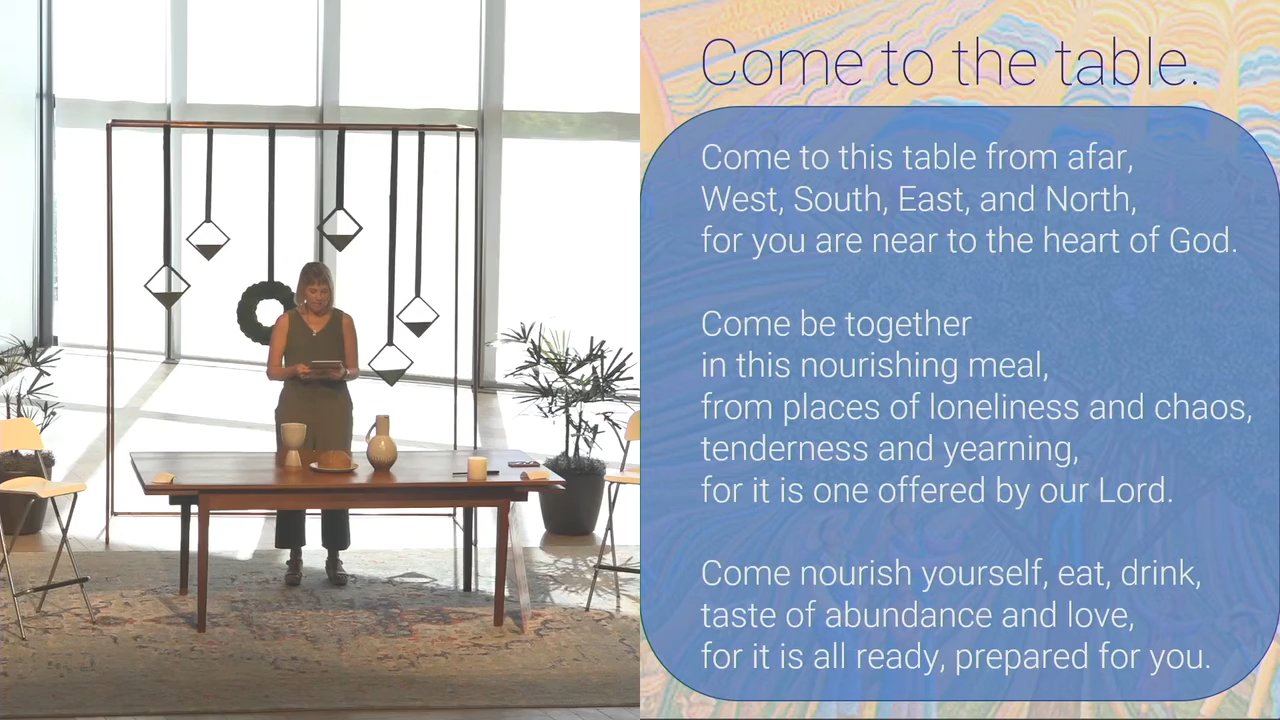 Come to the table.
Come to this table from afar,
West, South, East, and North,
for you are near to the heart of God.
Come be together
in this nourishing meal,
from places of loneliness and chaos,
tenderness and yearning,
for it is one offered by our Lord.
Come nourish yourself, eat, drink,
taste of abundance and love,
for it is all ready, prepared for you.